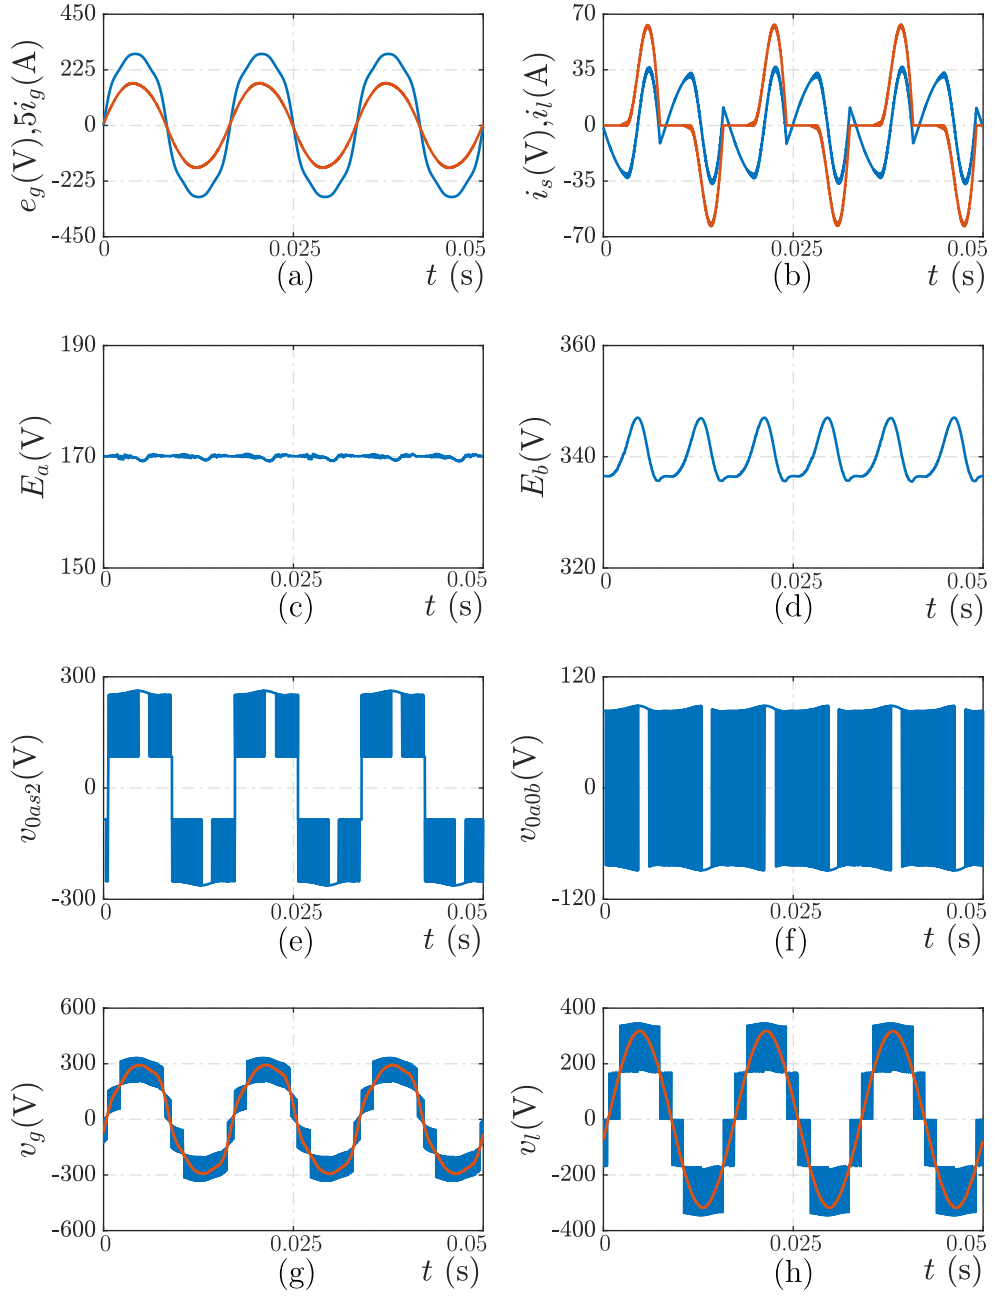 e_g(V),5i_g(A)
450
225
0
-225
-450
0
0.025
0.05
(a)
t (s)
i_s(V),i_l(A)
70
35
0
-35
-70
0
0.025
0.05
(b)
t (s)
E_a(V)
190
170
150
0
0.025
0.05
(c)
t (s)
E_b(V)
360
340
320
0
0.025
0.05
(d)
t (s)
v_{0as2}(V)
300
0
-300
0
0.025
0.05
(e)
t (s)
v_{0a0b}(V)
120
0
-120
0
0.025
0.05
(f)
t (s)
v_g(V)
600
300
0
-300
-600
0
0.025
0.05
(g)
t (s)
v_l(V)
400
200
0
-200
-400
0
0.025
0.05
(h)
t (s)